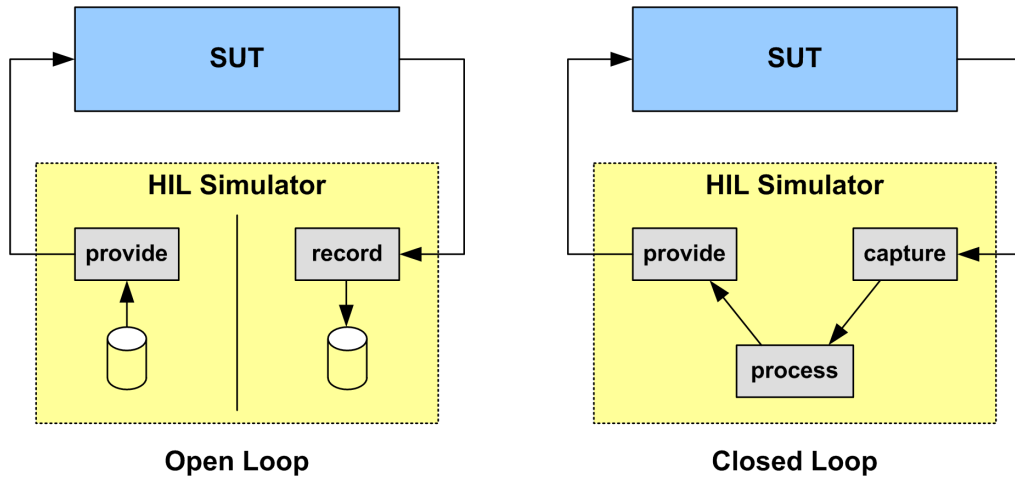 SUT
HIL Simulator
provide
record
Open Loop
SUT
HIL Simulator
provide
capture
process
Closed Loop